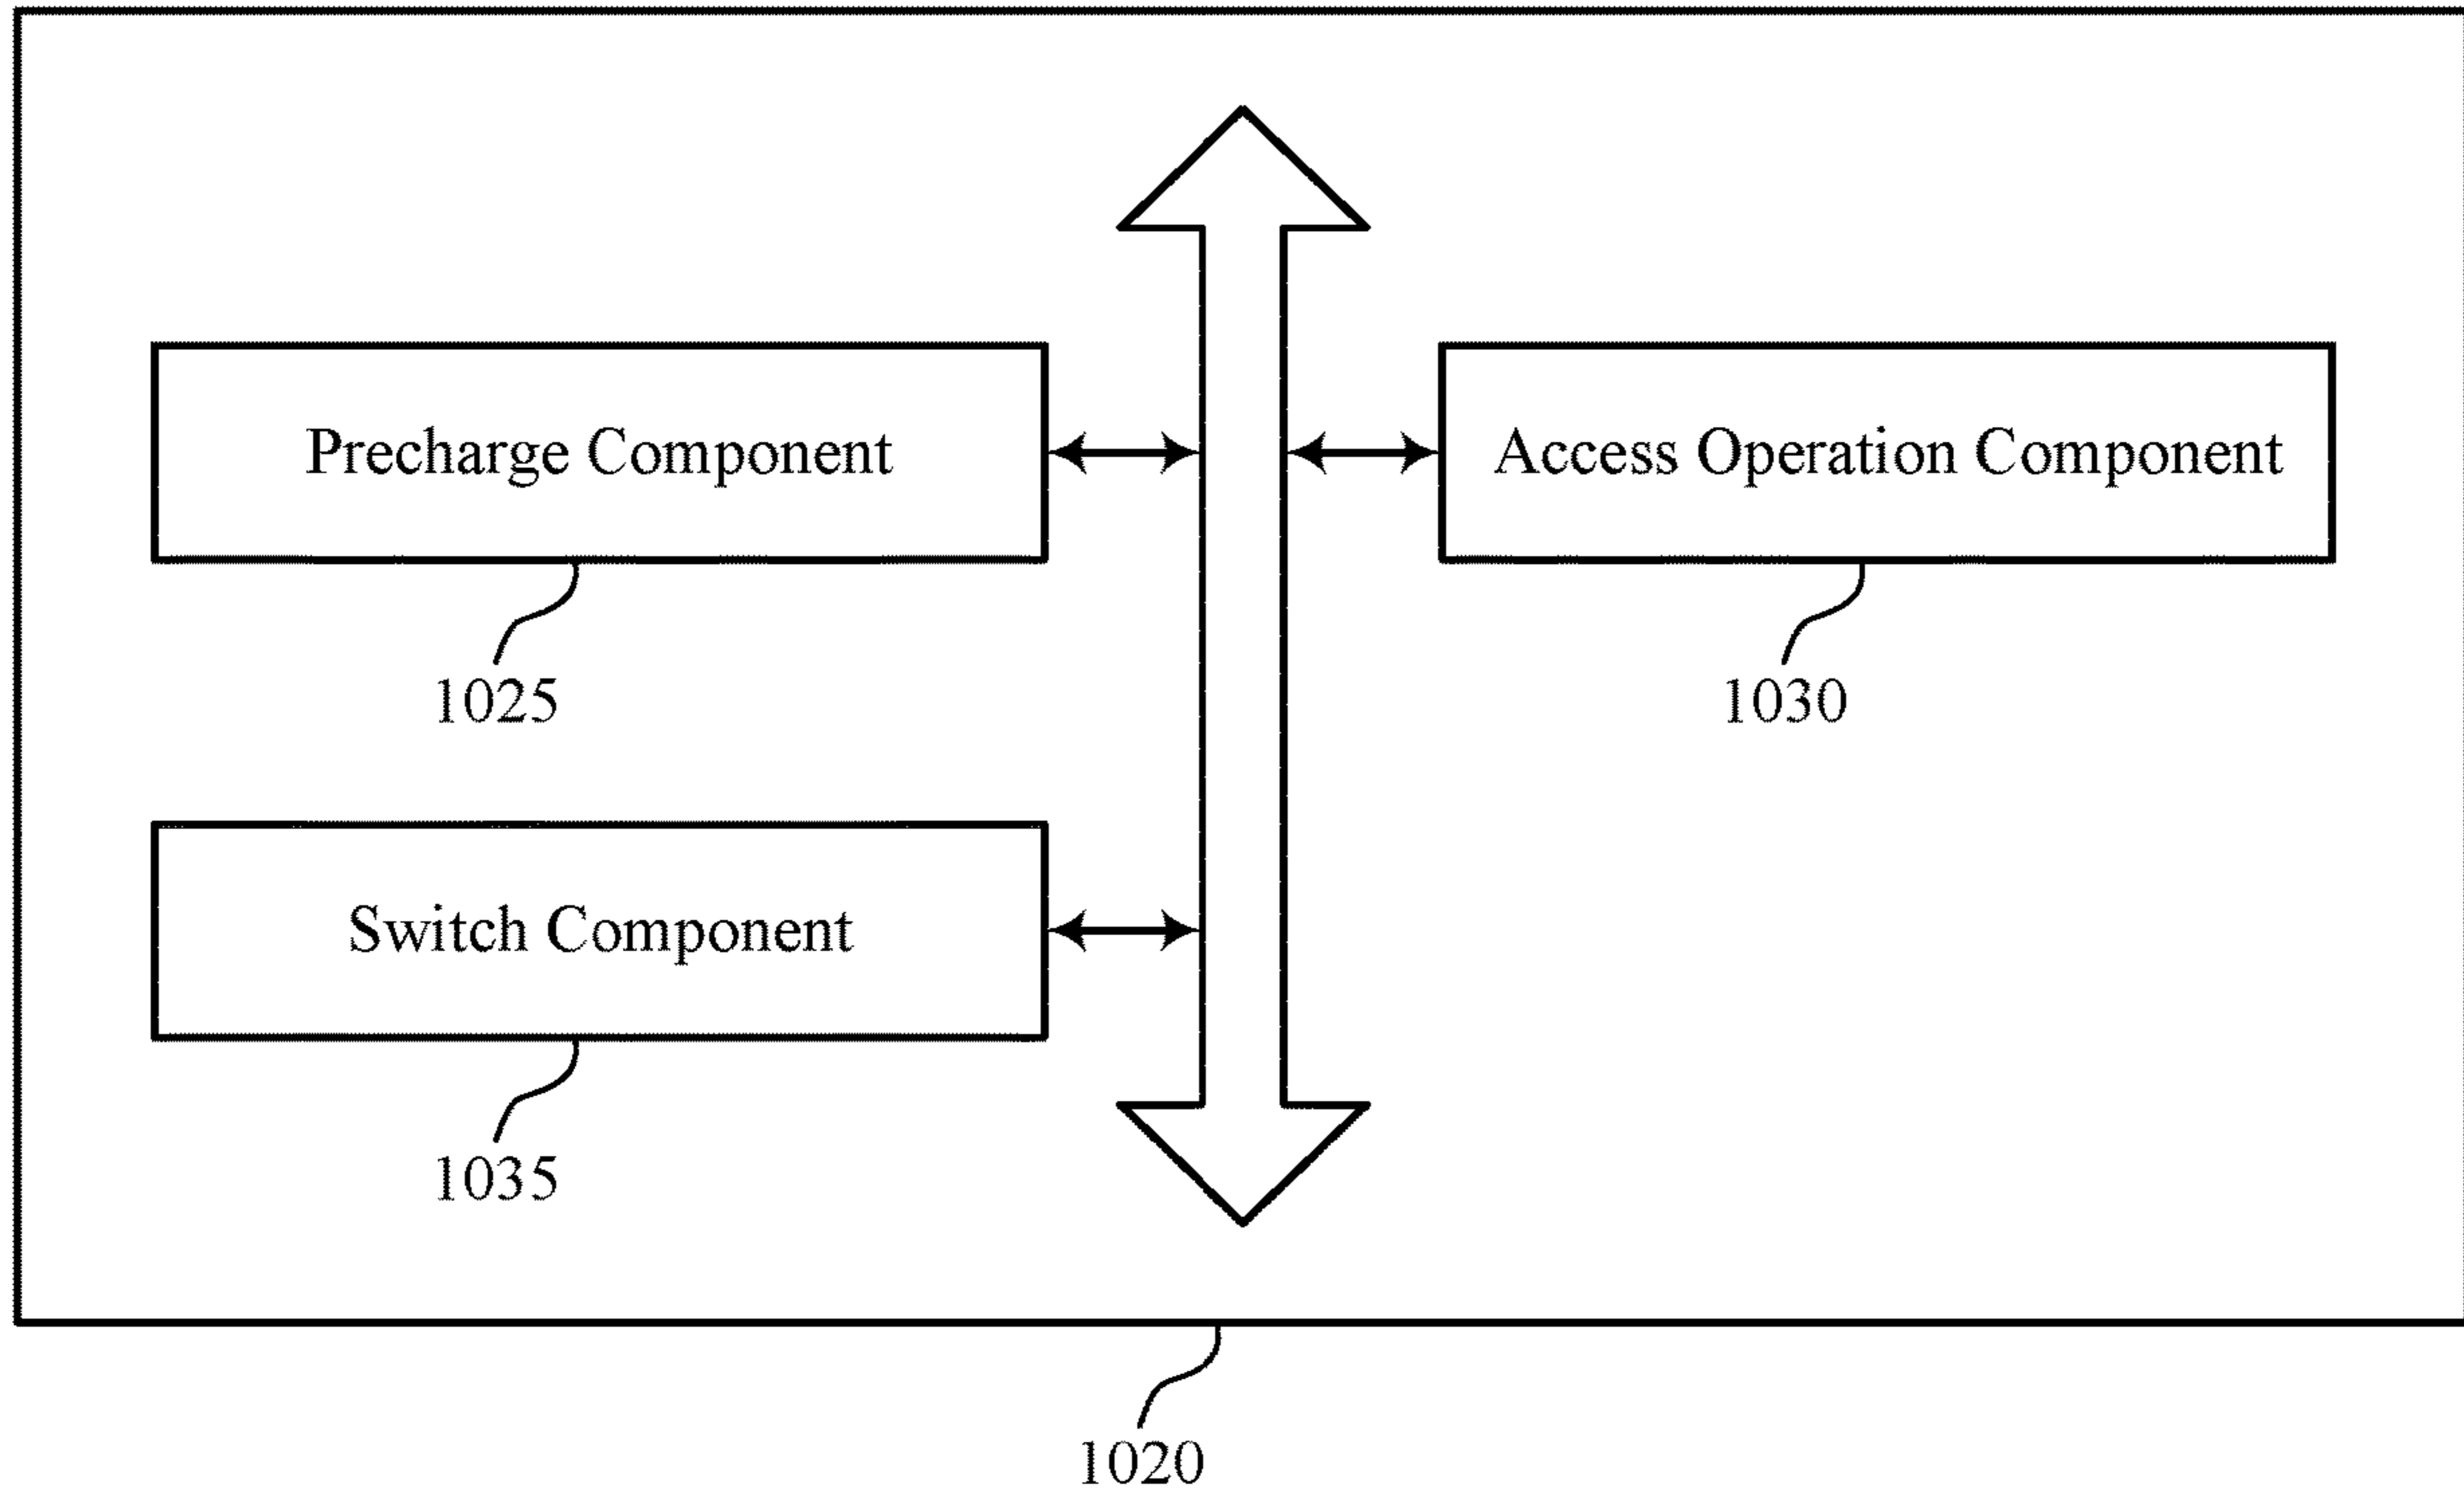 Precharge Component
Access Operation Component
1025
1030
Switch Component
1035
1020